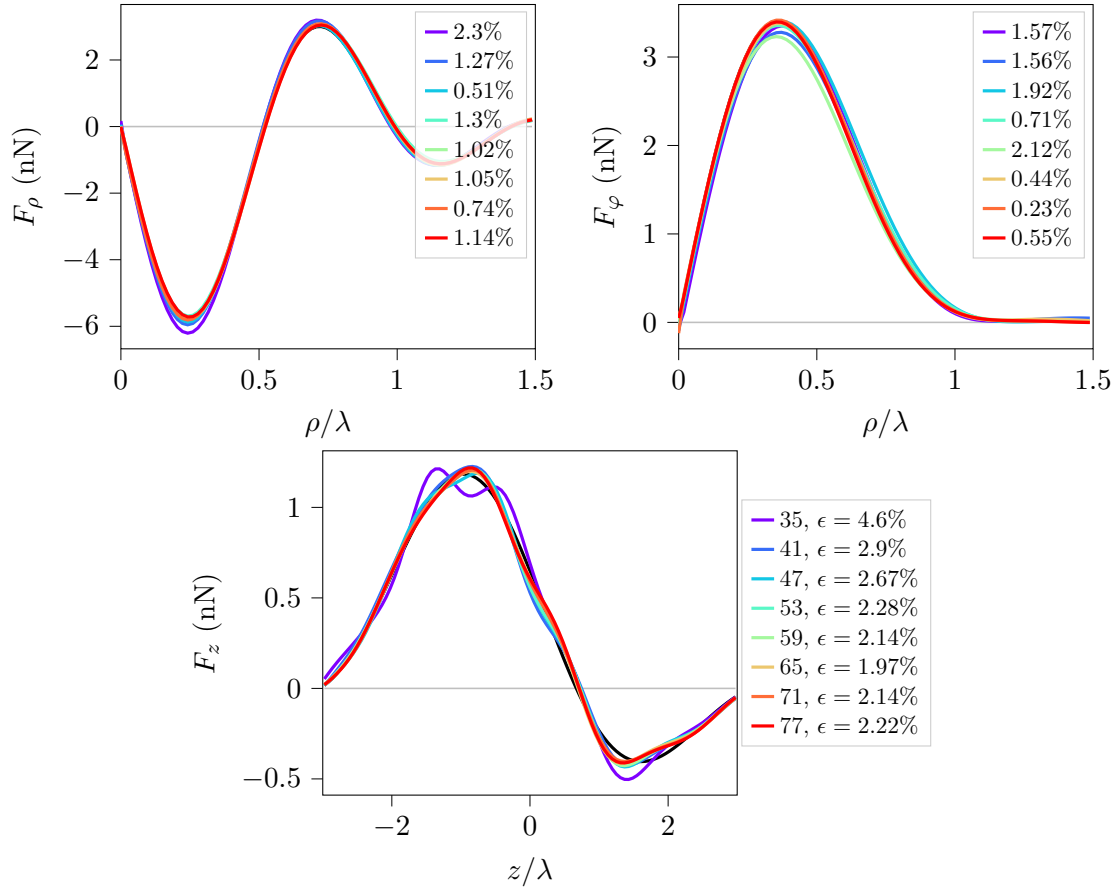 2
0
−2
−4
−6
F_ρ (nN)
0
0.5
1
1.5
ρ/λ
2.3%
1.27%
0.51%
1.3%
1.02%
1.05%
0.74%
1.14%
3
2
1
0
F_φ (nN)
0
0.5
1
1.5
ρ/λ
1.57%
1.56%
1.92%
0.71%
2.12%
0.44%
0.23%
0.55%
1
0.5
0
−0.5
F_z (nN)
−2
0
2
z/λ
35, ϵ = 4.6%
41, ϵ = 2.9%
47, ϵ = 2.67%
53, ϵ = 2.28%
59, ϵ = 2.14%
65, ϵ = 1.97%
71, ϵ = 2.14%
77, ϵ = 2.22%